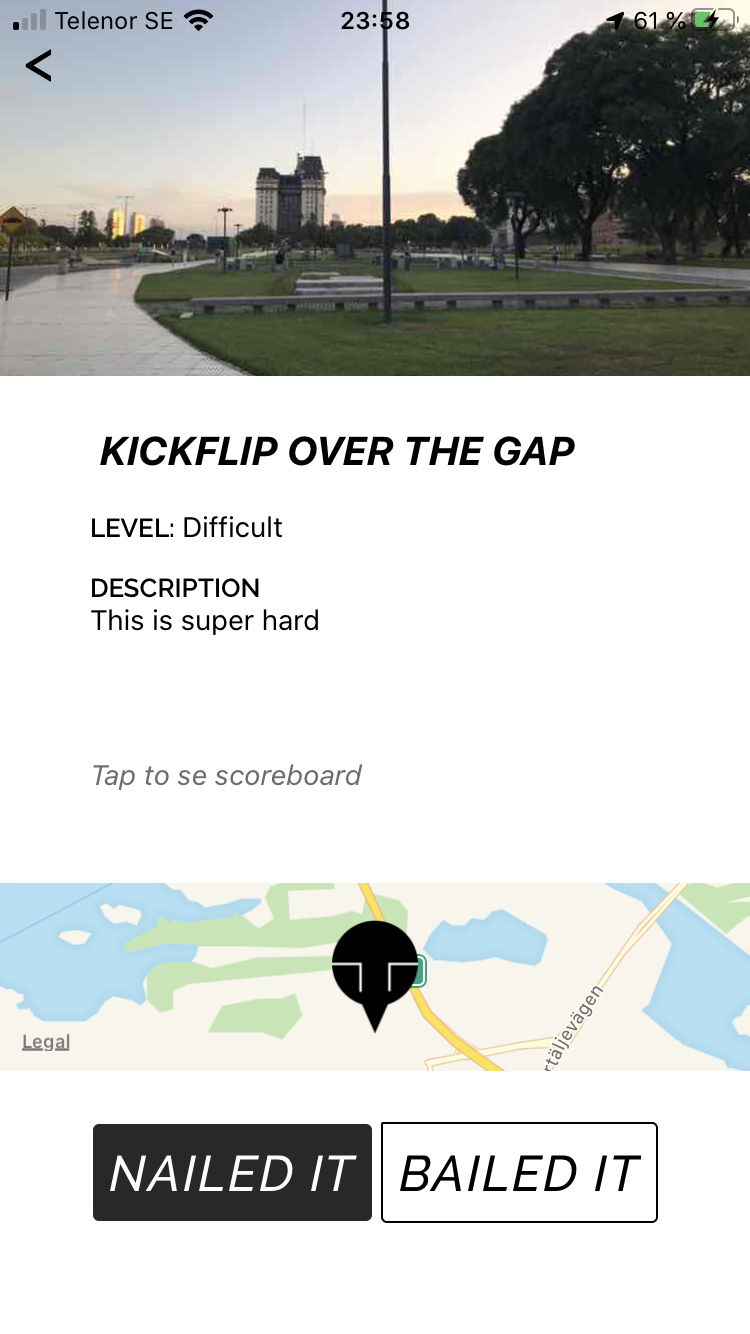 Telenor SE 23:58 61 %
<
KICKFLIP OVER THE GAP
LEVEL: Difficult
DESCRIPTION
This is super hard
Tap to se scoreboard
rtäljevägen
Legal
NAILED IT BAILED IT